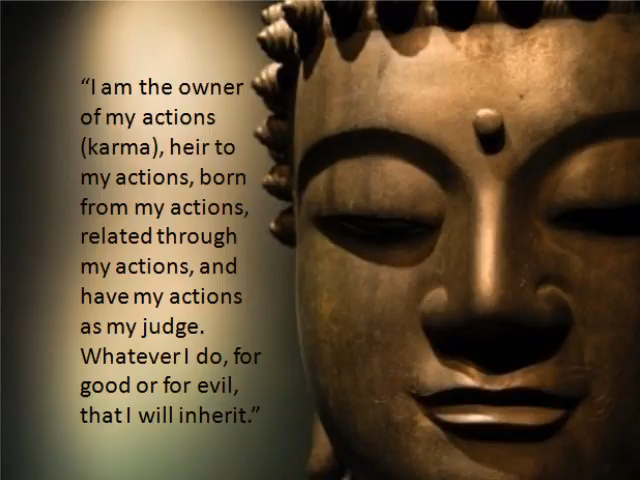 “I am the owner
of my actions
(karma), heir to
my actions, born
from my actions,
related through
my actions, and
have my actions
as my judge.
Whatever I do, for
good or for evil,
that I will inherit.”